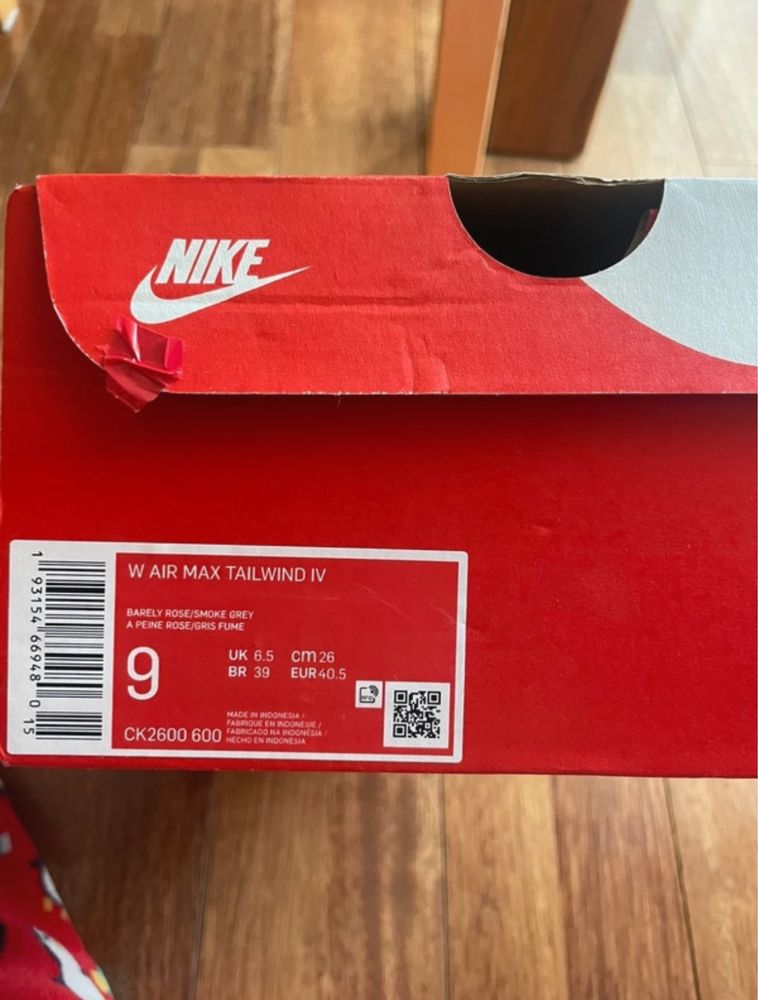 NIKE
W AIR MAX TAILWIND IV
BARELY ROSE/SMOKE GREY
A PEINE ROSE/GRIS FUME
9
UK 6.5 cm 26
BR 39 EUR 40.5
CK2600 600
MADE IN INDONESIA /
FABRIQUE EN INDONESIE /
FABRICADO NA INDONÉSIA /
HECHO EN INDONESIA
1 93154 66948 0 15